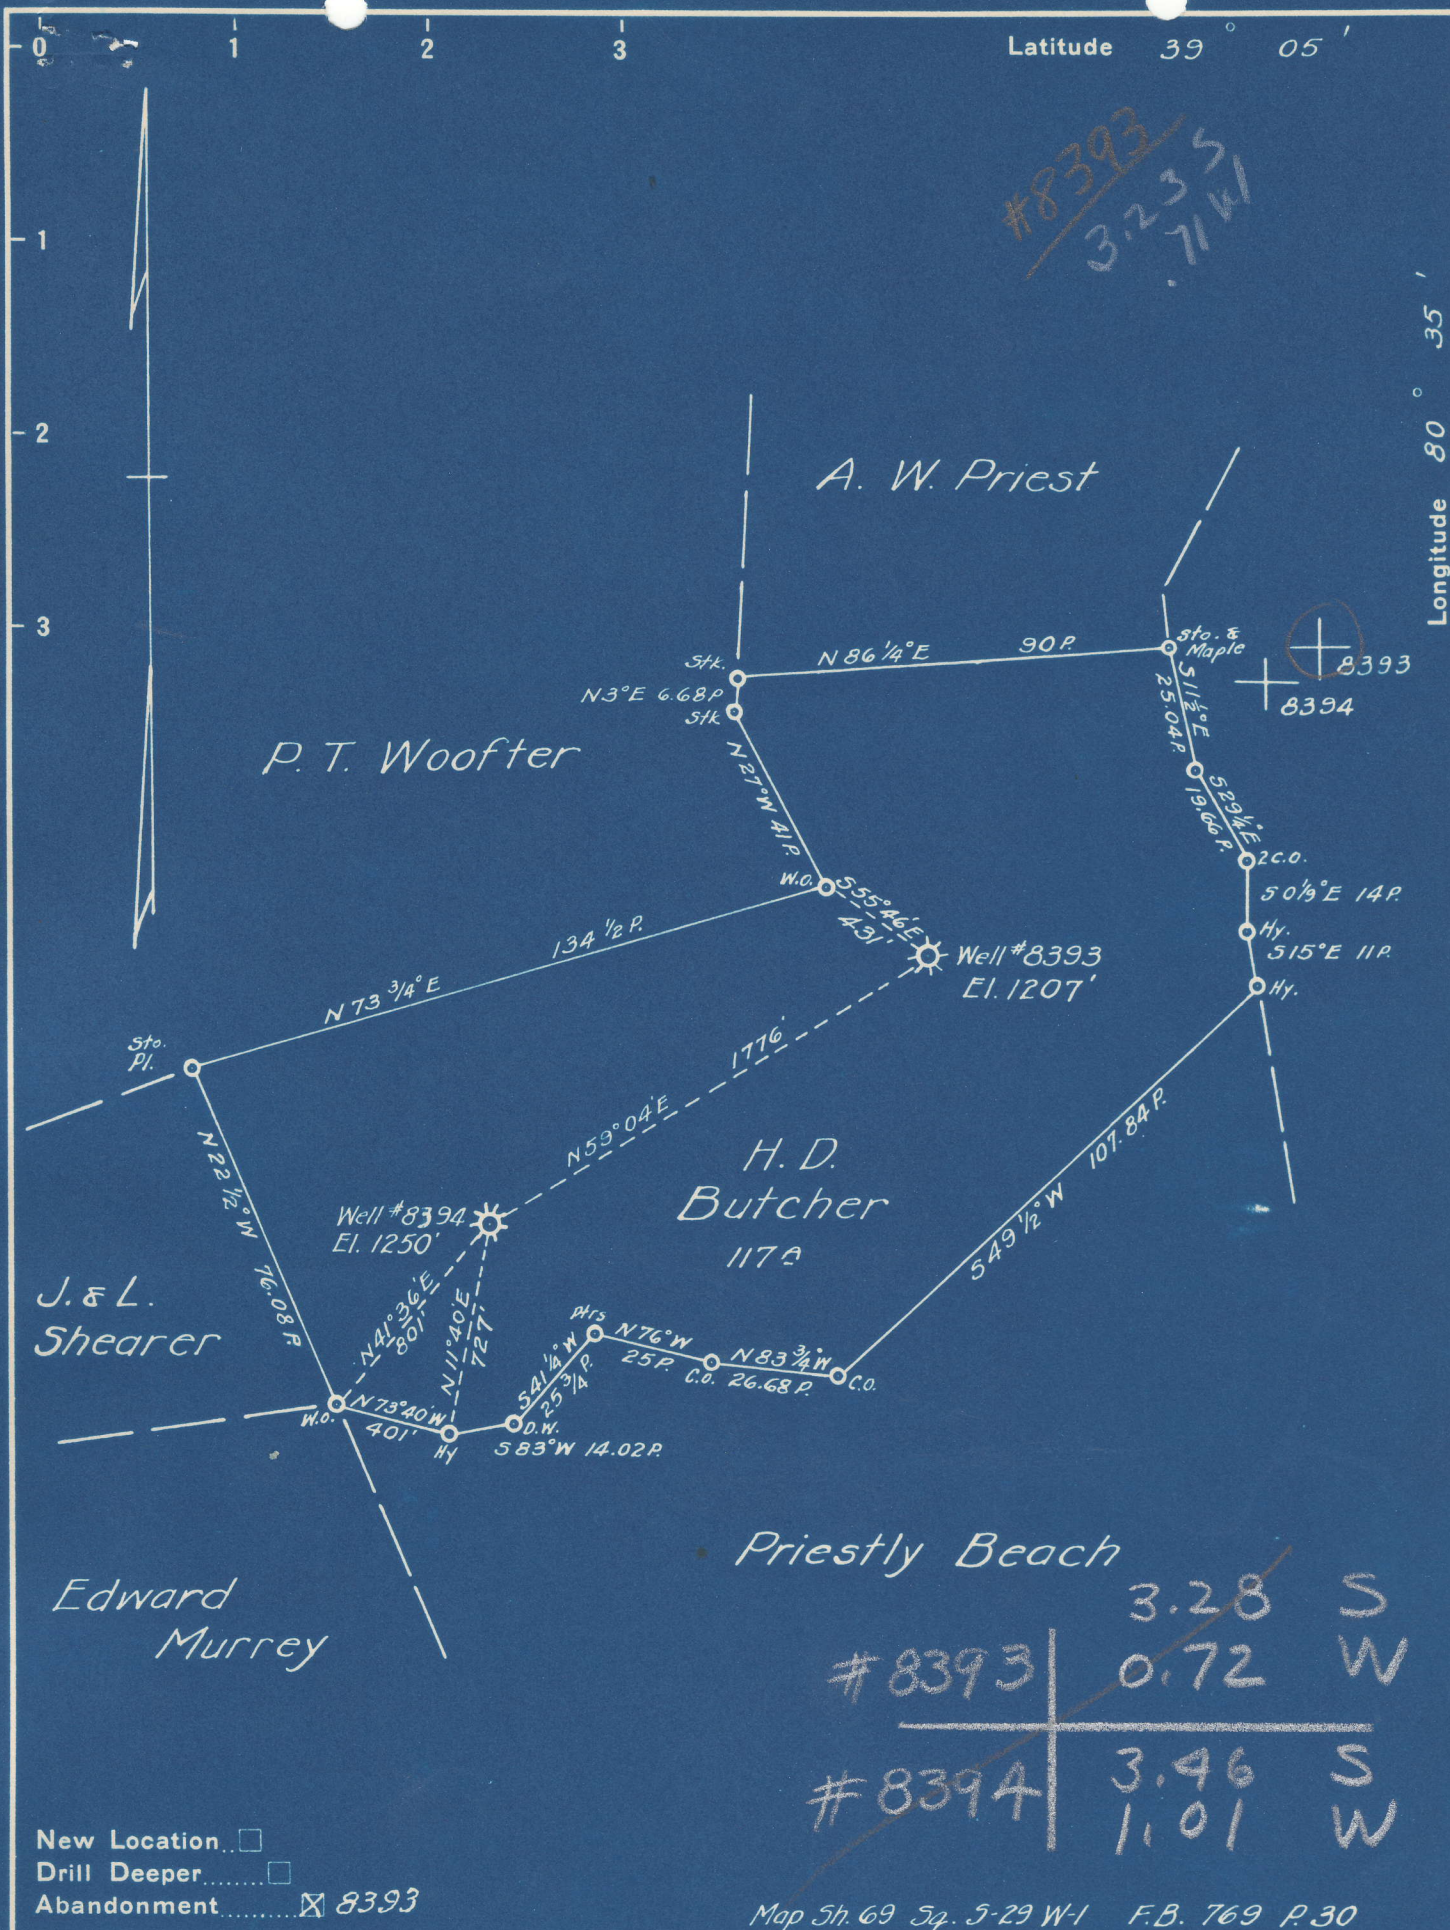 0 1 2 3 Latitude 39° 05'
#8393
3.23 S
.71 W
1
2
3
Longitude 80° 35'
A. W. Priest
Stk.
N 86 1/4° E 90 P.
Sto. &
Maple
8393
8394
N 3° E 6.68 P
Stk
S 11 1/2° E
25.04 P.
P. T. Woofter
N 27° W 41 P.
S 29 1/4° E
19.66 P.
2 C.O.
W.O.
S 55° 46' E
431'
S 0 1/9° E 14 P.
Hy.
S 15° E 11 P.
134 1/2 P.
N 73 3/4° E
Well #8393
El. 1207'
Hy.
Sto.
Pl.
1776'
N 59° 04' E
107.84 P.
S 49 1/2° W
N 22 1/2° W
76.08 P.
H. D.
Butcher
117 A
Well #8394
El. 1250'
J. & L.
Shearer
N 41° 36' E
801'
N 11° 40' E
727'
Ptrs
N 76° W
25 P.
C.O.
N 83 3/4° W
26.68 P.
C.O.
S 41 1/4° W
25 3/4 P.
W.O.
N 73° 40' W
401'
Hy
D.W.
S 83° W 14.02 P.
Priestly Beach
Edward
Murrey
3.28 S
#8393 0.72 W
#8394 3.46 S
1.01 W
New Location
Drill Deeper
Abandonment X 8393
Map Sh. 69 Sq. S-29 W-1 F.B. 769 P. 30